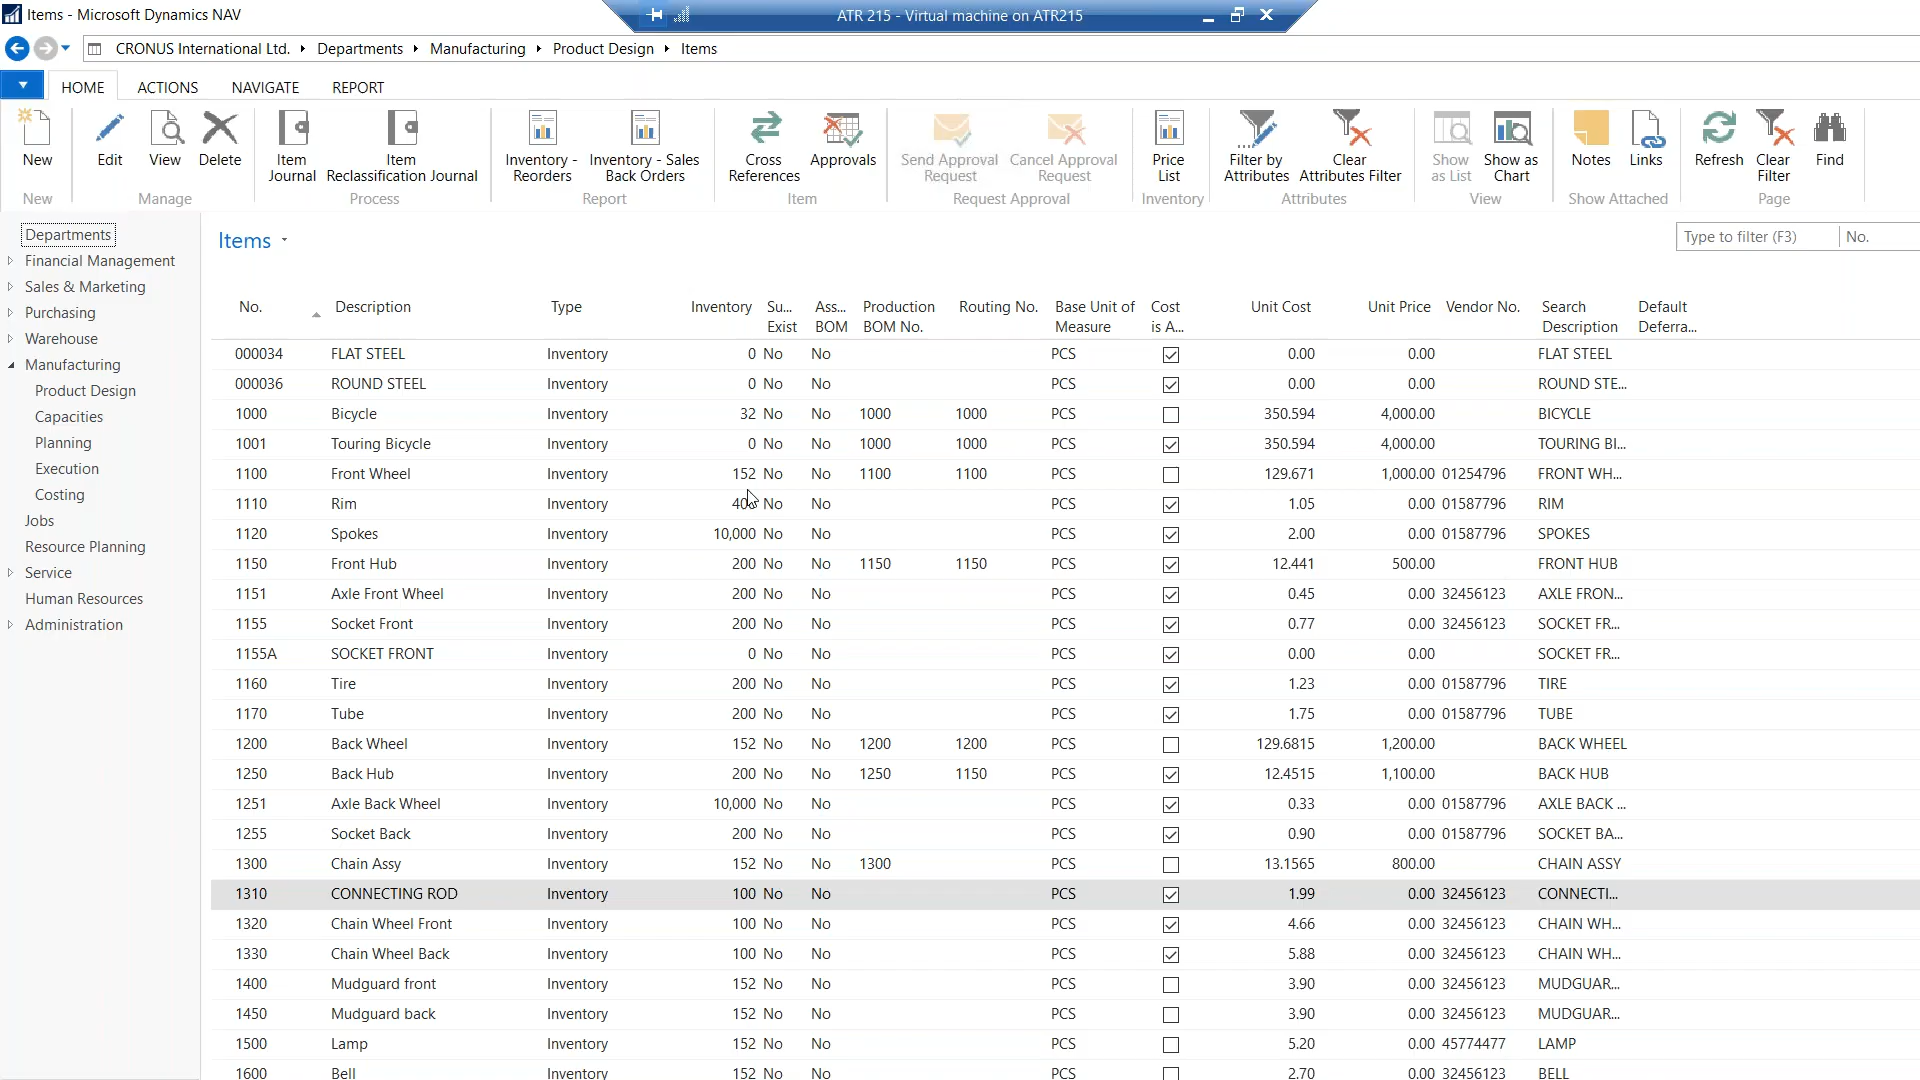 Items - Microsoft Dynamics NAV
ATR 215 - Virtual machine on ATR215
CRONUS International Ltd. Departments Manufacturing Product Design Items
HOME ACTIONS NAVIGATE REPORT
New
Edit
View
Delete
Item Journal
Item Reclassification Journal
Inventory - Reorders
Inventory - Sales Back Orders
Cross References
Approvals
Send Approval Request
Cancel Approval Request
Price List
Filter by Attributes
Clear Attributes Filter
Show as List
Show as Chart
Notes
Links
Refresh
Clear Filter
Find
New Manage Process Report Item Request Approval Inventory Attributes View Show Attached Page
Departments
Financial Management
Sales & Marketing
Purchasing
Warehouse
Manufacturing
Product Design
Capacities
Planning
Execution
Costing
Jobs
Resource Planning
Service
Human Resources
Administration
Items
Type to filter (F3) No.
No. Description Type Inventory Su... Exist Ass... BOM Production BOM No. Routing No. Base Unit of Measure Cost is A... Unit Cost Unit Price Vendor No. Search Description Default Deferra...
000034 FLAT STEEL Inventory 0 No No PCS 0.00 0.00 FLAT STEEL
000036 ROUND STEEL Inventory 0 No No PCS 0.00 0.00 ROUND STE...
1000 Bicycle Inventory 32 No No 1000 1000 PCS 350.594 4,000.00 BICYCLE
1001 Touring Bicycle Inventory 0 No No 1000 1000 PCS 350.594 4,000.00 TOURING BI...
1100 Front Wheel Inventory 152 No No 1100 1100 PCS 129.671 1,000.00 01254796 FRONT WH...
1110 Rim Inventory No No PCS 1.05 0.00 01587796 RIM
1120 Spokes Inventory 10,000 No No PCS 2.00 0.00 01587796 SPOKES
1150 Front Hub Inventory 200 No No 1150 1150 PCS 12.441 500.00 FRONT HUB
1151 Axle Front Wheel Inventory 200 No No PCS 0.45 0.00 32456123 AXLE FRON...
1155 Socket Front Inventory 200 No No PCS 0.77 0.00 32456123 SOCKET FR...
1155A SOCKET FRONT Inventory 0 No No PCS 0.00 0.00 SOCKET FR...
1160 Tire Inventory 200 No No PCS 1.23 0.00 01587796 TIRE
1170 Tube Inventory 200 No No PCS 1.75 0.00 01587796 TUBE
1200 Back Wheel Inventory 152 No No 1200 1200 PCS 129.6815 1,200.00 BACK WHEEL
1250 Back Hub Inventory 200 No No 1250 1150 PCS 12.4515 1,100.00 BACK HUB
1251 Axle Back Wheel Inventory 10,000 No No PCS 0.33 0.00 01587796 AXLE BACK ...
1255 Socket Back Inventory 200 No No PCS 0.90 0.00 01587796 SOCKET BA...
1300 Chain Assy Inventory 152 No No 1300 PCS 13.1565 800.00 CHAIN ASSY
1310 CONNECTING ROD Inventory 100 No No PCS 1.99 0.00 32456123 CONNECTI...
1320 Chain Wheel Front Inventory 100 No No PCS 4.66 0.00 32456123 CHAIN WH...
1330 Chain Wheel Back Inventory 100 No No PCS 5.88 0.00 32456123 CHAIN WH...
1400 Mudguard front Inventory 152 No No PCS 3.90 0.00 32456123 MUDGUAR...
1450 Mudguard back Inventory 152 No No PCS 3.90 0.00 32456123 MUDGUAR...
1500 Lamp Inventory 152 No No PCS 5.20 0.00 45774477 LAMP
1600 Bell Inventory 152 No No PCS 2.70 0.00 32456123 BELL